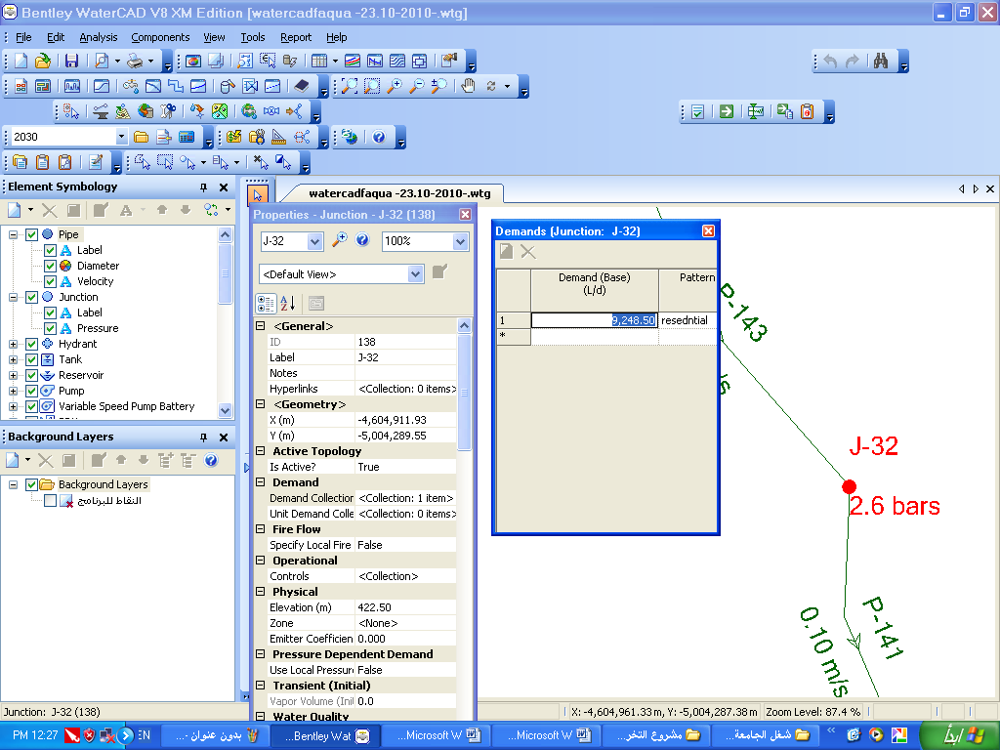 Bentley WaterCAD V8 XM Edition [watercadfaqua -23.10-2010-.wtg]
File Edit Analysis Components View Tools Report Help
2030
Element Symbology
Pipe
Label
Diameter
Velocity
Junction
Label
Pressure
Hydrant
Tank
Reservoir
Pump
Variable Speed Pump Battery
Background Layers
Background Layers
النقاط للبرنامج
watercadfaqua -23.10-2010-.wtg
Properties - Junction - J-32 (138)
J-32 100%
<Default View>
<General>
ID 138
Label J-32
Notes
Hyperlinks <Collection: 0 items>
<Geometry>
X (m) -4,604,911.93
Y (m) -5,004,289.55
Active Topology
Is Active? True
Demand
Demand Collection <Collection: 1 item>
Unit Demand Colle <Collection: 0 items>
Fire Flow
Specify Local Fire False
Operational
Controls <Collection>
Physical
Elevation (m) 422.50
Zone <None>
Emitter Coefficien 0.000
Pressure Dependent Demand
Use Local Pressur False
Transient (Initial)
Vapor Volume (Init 0.0
Water Quality
Demands (Junction: J-32)
Demand (Base)
(L/d)
Pattern
1 9,248.50 resedntial
*
P-143
J-32
2.6 bars
P-141
0.10 m/s
Junction: J-32 (138)
X: -4,604,961.33 m, Y: -5,004,287.38 m Zoom Level: 87.4 %
PM 12:27 EN
بدون عنوان - ...
...Bentley Wat
...Microsoft W
...Microsoft W
مشروع التخر...
شغل الجامعة...
ابدأ